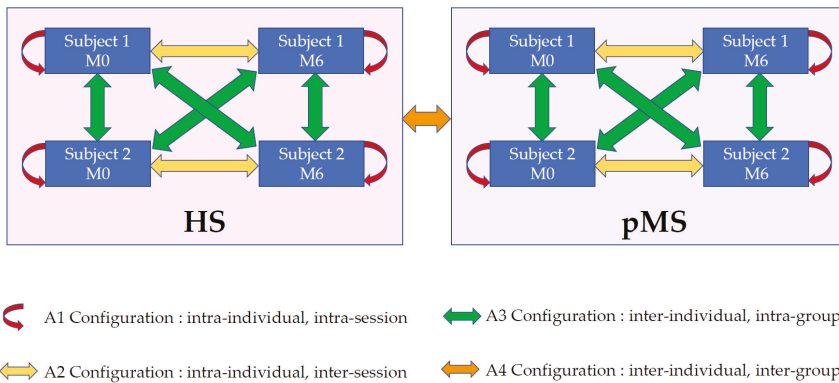 Subject 1
M0
Subject 1
M6
Subject 1
M0
Subject 1
M6
Subject 2
M0
Subject 2
M6
Subject 2
M0
Subject 2
M6
HS
pMS
A1 Configuration : intra-individual, intra-session
A3 Configuration : inter-individual, intra-group
A2 Configuration : intra-individual, inter-session
A4 Configuration : inter-individual, inter-group